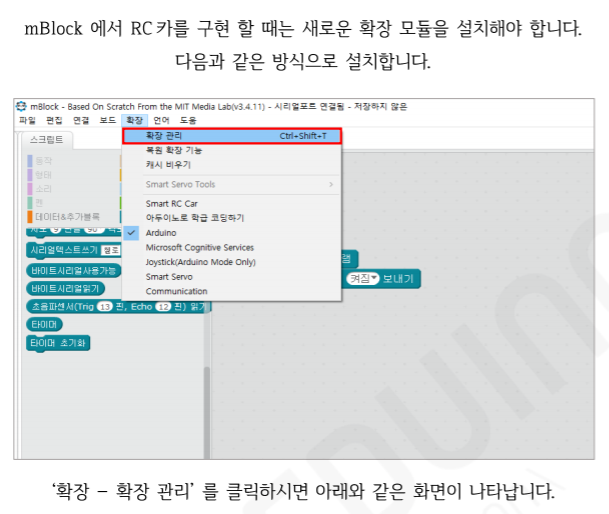 mBlock 에서 RC카를 구현 할 때는 새로운 확장 모듈을 설치해야 합니다.
다음과 같은 방식으로 설치합니다.
mBlock - Based On Scratch From the MIT Media Lab(v3.4.11) - 시리얼포트 연결됨 - 저장하지 않은
파일 편집 연결 보드 확장 언어 도움
스크립트
확장 관리 Ctrl+Shift+T
복원 확장 기능
캐시 비우기
Smart Servo Tools >
Smart RC Car
아두이노로 학급 코딩하기
Arduino
Microsoft Cognitive Services
Joystick(Arduino Mode Only)
Smart Servo
Communication
동작
형태
소리
펜
데이터&추가블록
서보 9 핀을 90
시리얼텍스트쓰기 헬로
바이트시리얼사용가능
바이트시리얼읽기
초음파센서(Trig 13 핀, Echo 12 핀) 읽기
타이머
타이머 초기화
램
켜짐 보내기
EDUINO
'확장 – 확장 관리' 를 클릭하시면 아래와 같은 화면이 나타납니다.